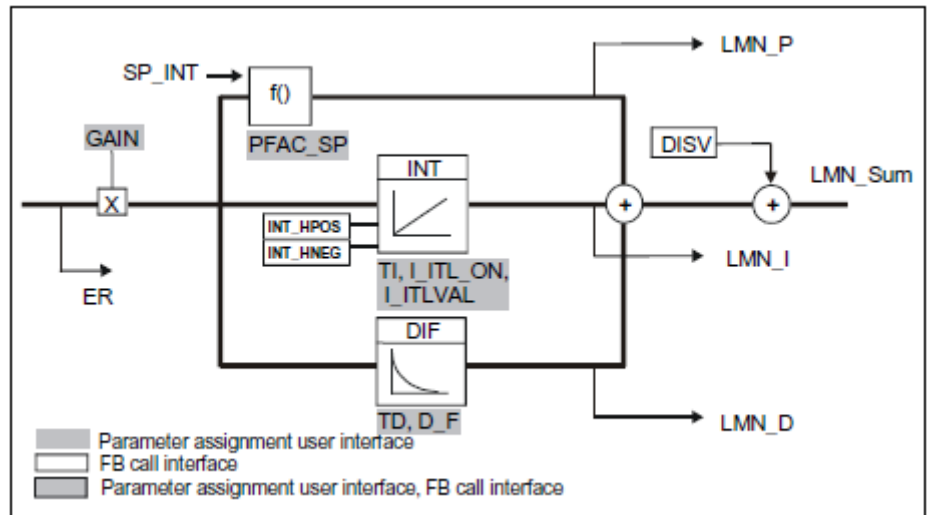 LMN_P
SP_INT
f()
GAIN
PFAC_SP
DISV
INT
LMN_Sum
X
+
+
INT_HPOS
INT_HNEG
LMN_I
ER
TI, I_ITL_ON,
I_ITLVAL
DIF
TD, D_F
LMN_D
Parameter assignment user interface
FB call interface
Parameter assignment user interface, FB call interface